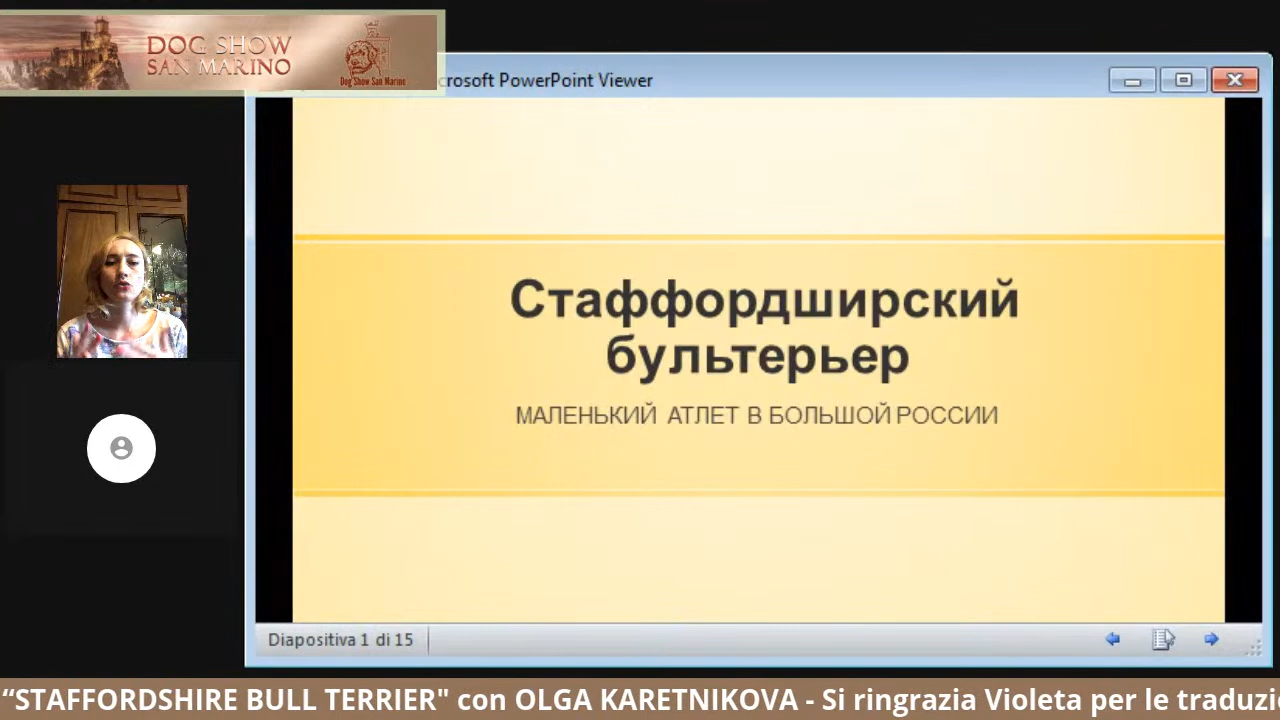 DOG SHOW
SAN MARINO
Dog Show San Marino
crosoft PowerPoint Viewer
Стаффордширский
бультерьер
МАЛЕНЬКИЙ АТЛЕТ В БОЛЬШОЙ РОССИИ
Diapositiva 1 di 15
“STAFFORDSHIRE BULL TERRIER" con OLGA KARETNIKOVA - Si ringrazia Violeta per le traduzi